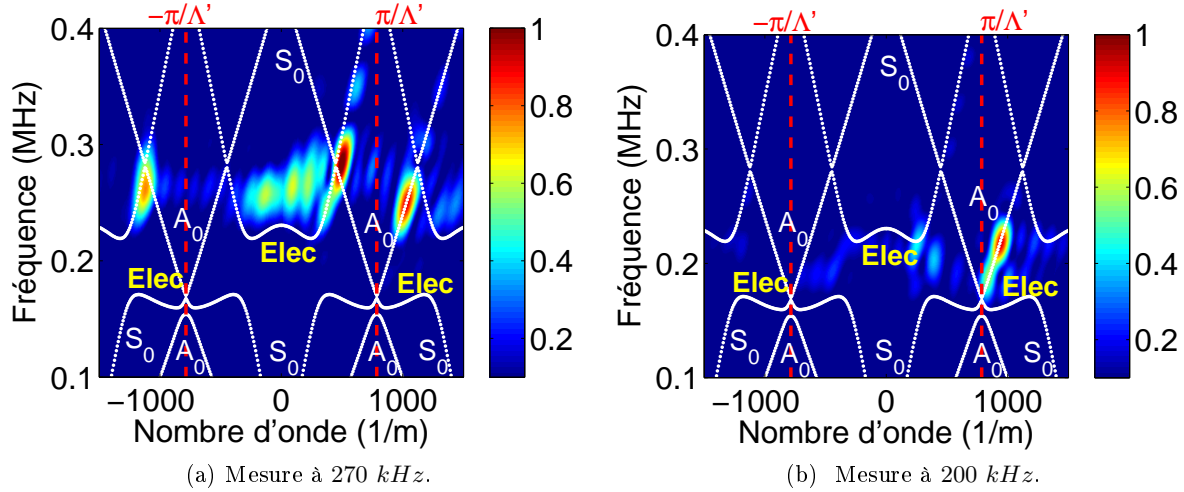 −π/Λ' π/Λ'
0.4
0.3
0.2
0.1
Fréquence (MHz)
S₀
A₀ A₀
Elec
Elec Elec
S₀ A₀ S₀ A₀ S₀
−1000 0 1000
Nombre d'onde (1/m)
1
0.8
0.6
0.4
0.2
(a) Mesure à 270 kHz.
−π/Λ' π/Λ'
0.4
0.3
0.2
0.1
Fréquence (MHz)
S₀
A₀ A₀
Elec
Elec Elec
S₀ A₀ S₀ A₀ S₀
−1000 0 1000
Nombre d'onde (1/m)
1
0.8
0.6
0.4
0.2
(b) Mesure à 200 kHz.